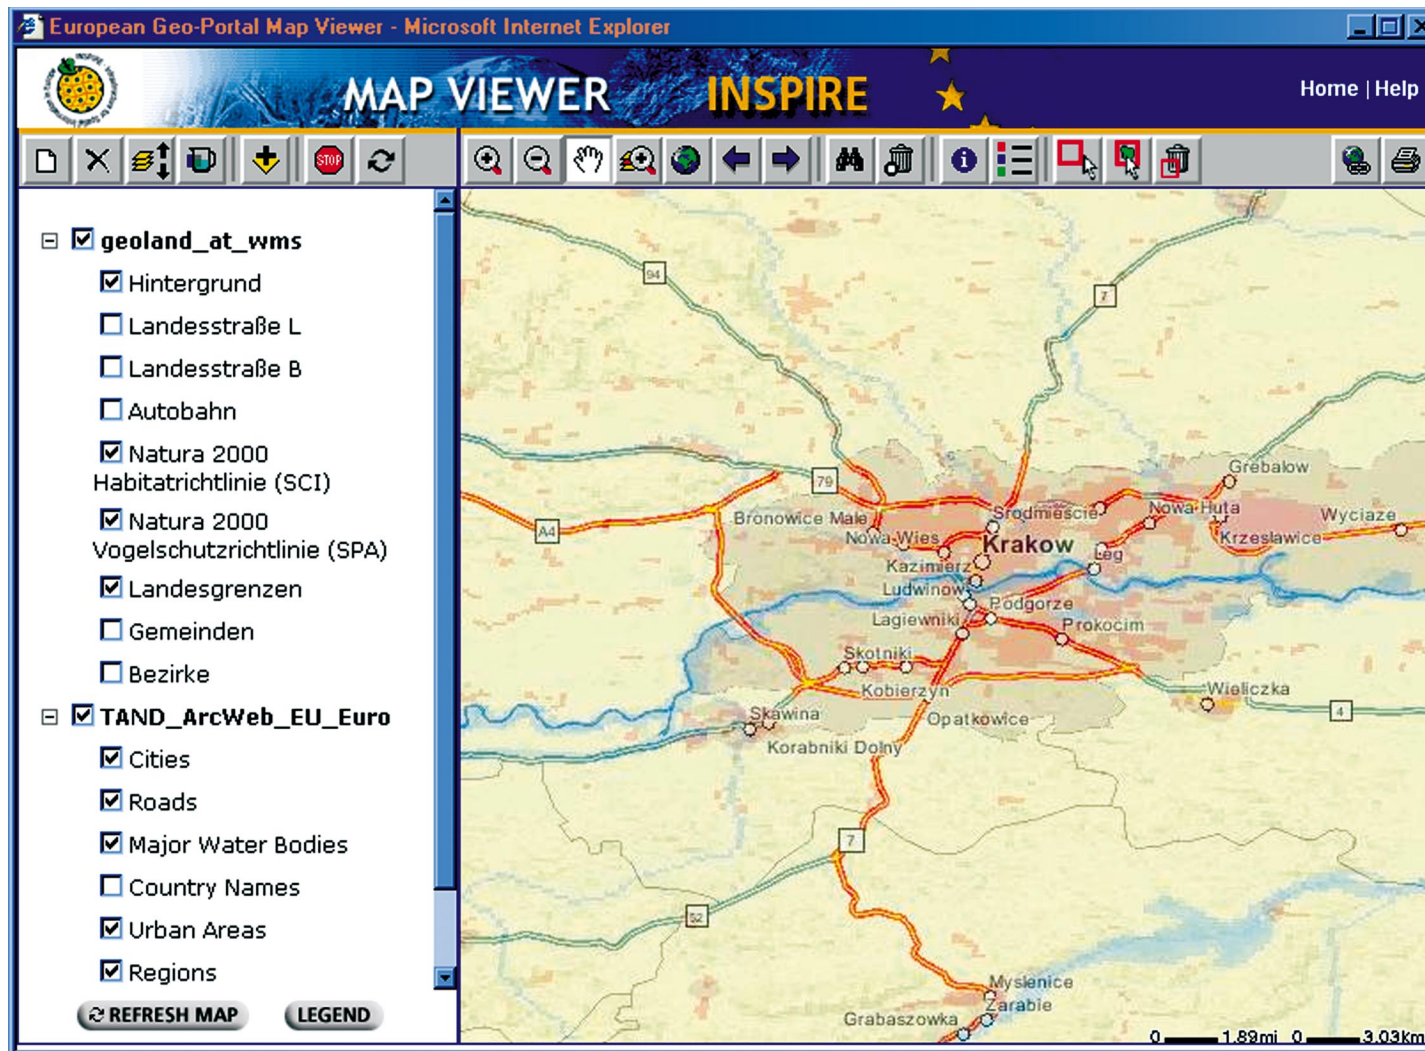 European Geo-Portal Map Viewer - Microsoft Internet Explorer
MAP VIEWER INSPIRE
Home | Help
STOP
geoland_at_wms
Hintergrund
Landesstraße L
Landesstraße B
Autobahn
Natura 2000
Habitatrichtlinie (SCI)
Natura 2000
Vogelschutzrichtlinie (SPA)
Landesgrenzen
Gemeinden
Bezirke
TAND_ArcWeb_EU_Euro
Cities
Roads
Major Water Bodies
Country Names
Urban Areas
Regions
REFRESH MAP
LEGEND
94
7
Grebalow
79
A4
Bronowice Male
Srodmiescie
Nowa Huta
Wyciaze
Nowa Wies
Krakow
Krzeslawice
Kazimierz
Leg
Ludwinow
Podgorze
Lagiewniki
Prokocim
Skotniki
Kobierzyn
Wieliczka
4
Skawina
Opatkowice
Korabniki Dolny
7
52
Myslenice
Zarabie
Grabaszowka
0 1.89mi 0 3.03Km